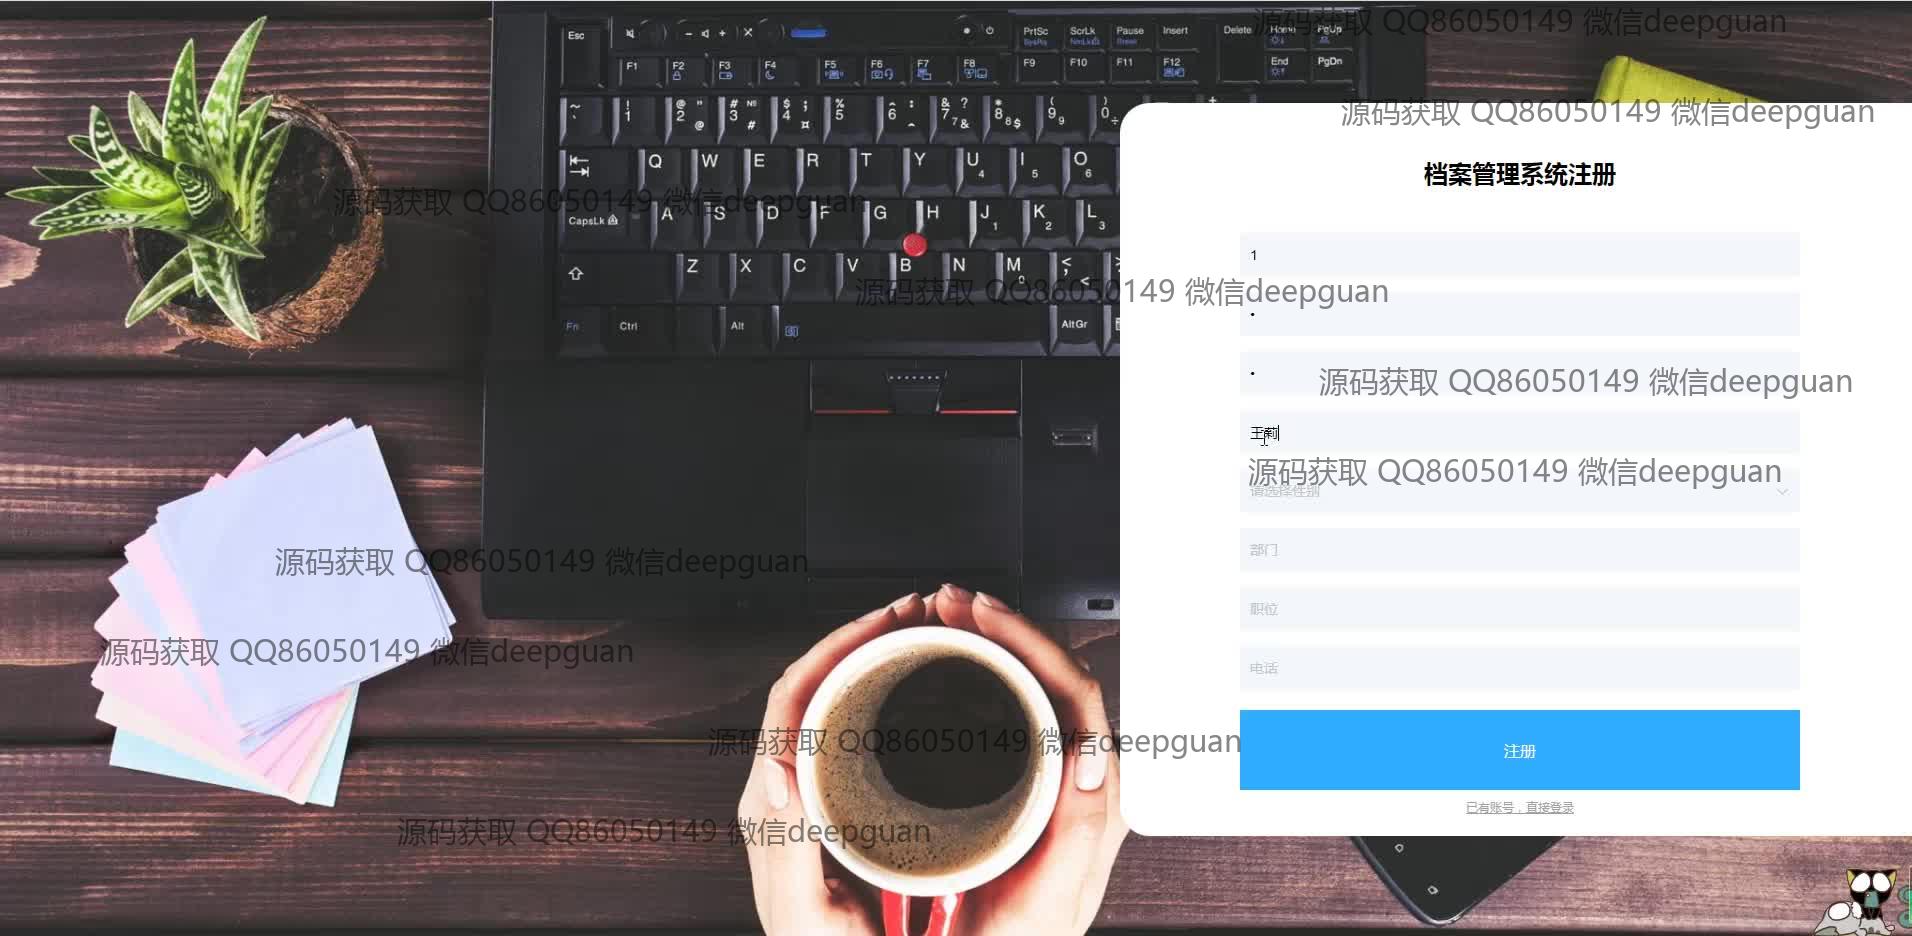 源码获取 QQ86050149 微信deepguan
源码获取 QQ86050149 微信deepguan
档案管理系统注册
源码获取 QQ86050149 微信deepguan
1
源码获取 QQ86050149 微信deepguan
源码获取 QQ86050149 微信deepguan
王莉
源码获取 QQ86050149 微信deepguan
请选择性别
部门
源码获取 QQ86050149 微信deepguan
职位
源码获取 QQ86050149 微信deepguan
电话
源码获取 QQ86050149 微信deepguan
注册
已有账号，直接登录
源码获取 QQ86050149 微信deepguan
Esc
PrtSc ScrLk Pause Insert Delete Home PgUp
F1 F2 F3 F4 F5 F6 F7 F8 F9 F10 F11 F12 End PgDn
1 2 3 4 5 6 7 8 9 0
Q W E R T Y U I O
CapsLk A S D F G H J K L
Z X C V B N M
Fn Ctrl Alt AltGr